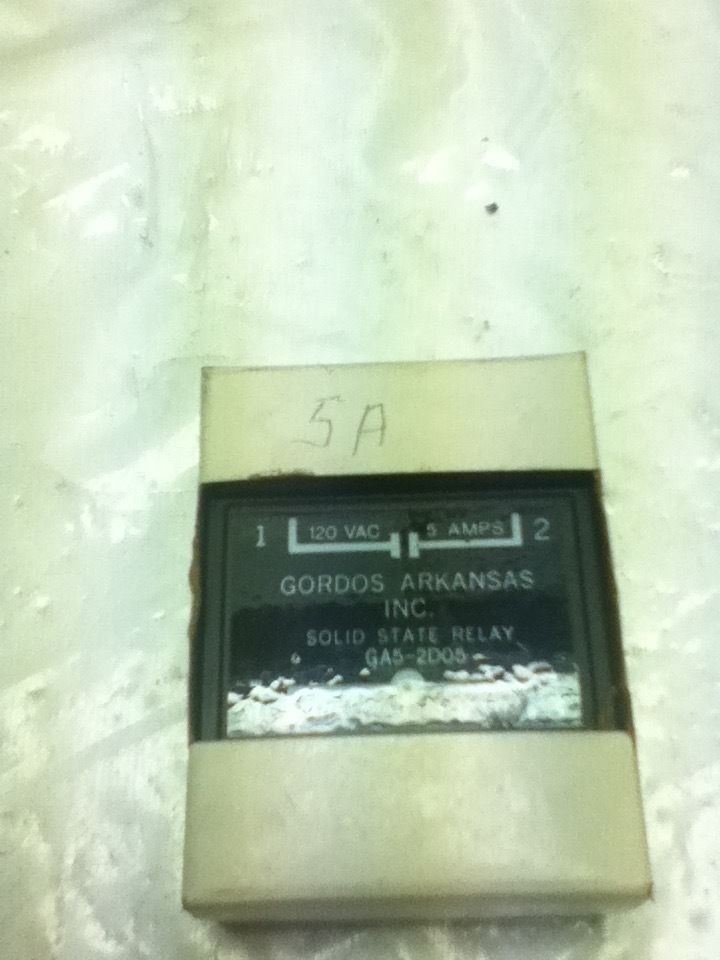 5A
1 120 VAC 5 AMPS 2
GORDOS ARKANSAS
INC.
SOLID STATE RELAY
GA5-2D05